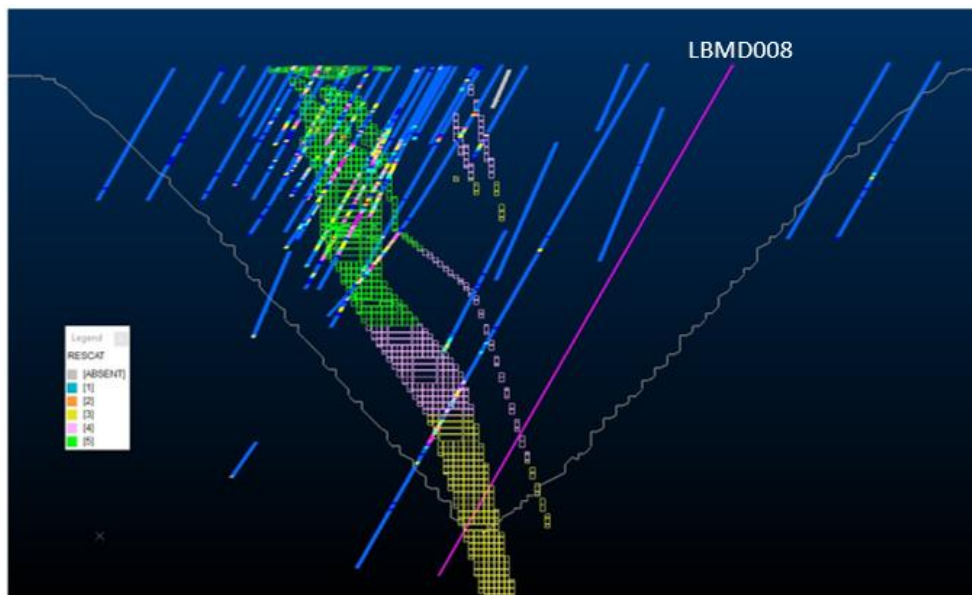 LBMD008
Legend
RESCAT
[ABSENT]
[1]
[2]
[3]
[4]
[5]